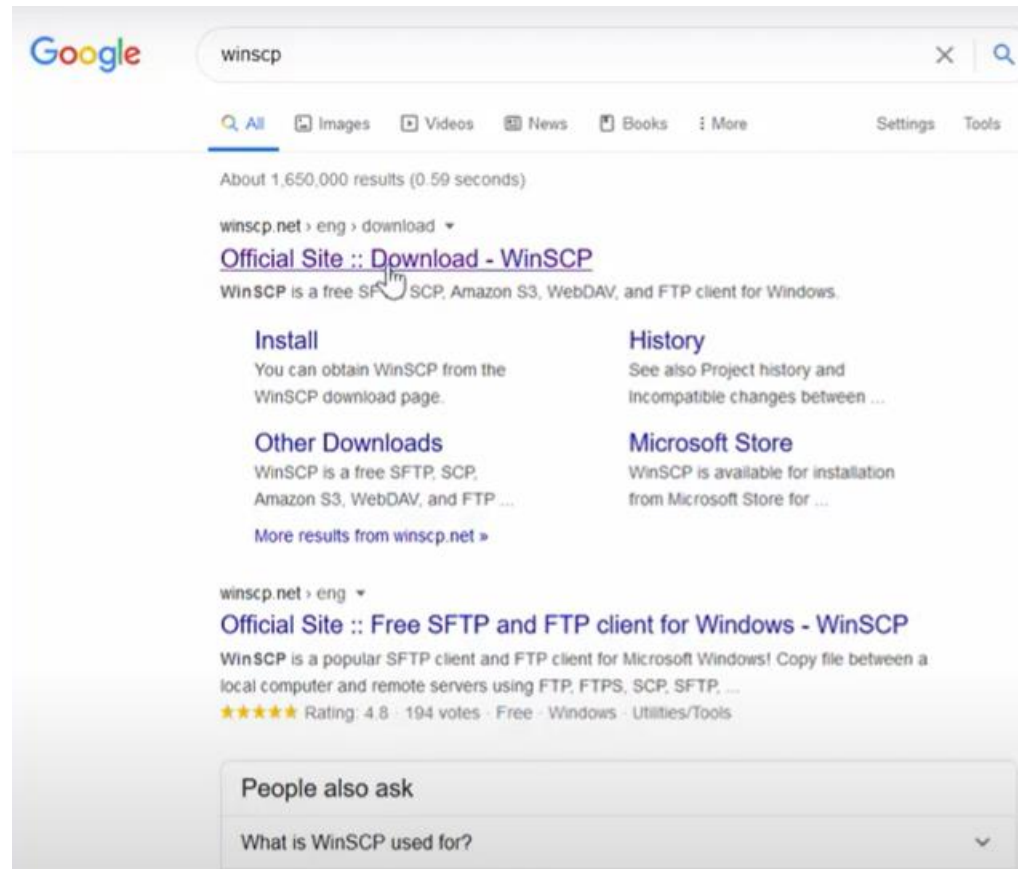 Google
winscp
All Images Videos News Books More Settings Tools
About 1,650,000 results (0.59 seconds)
winscp.net › eng › download
Official Site :: Download - WinSCP
WinSCP is a free SF SCP, Amazon S3, WebDAV, and FTP client for Windows.
Install
You can obtain WinSCP from the
WinSCP download page.
History
See also Project history and
Incompatible changes between ...
Other Downloads
WinSCP is a free SFTP, SCP,
Amazon S3, WebDAV, and FTP ...
Microsoft Store
WinSCP is available for installation
from Microsoft Store for ...
More results from winscp.net »
winscp.net › eng
Official Site :: Free SFTP and FTP client for Windows - WinSCP
WinSCP is a popular SFTP client and FTP client for Microsoft Windows! Copy file between a
local computer and remote servers using FTP, FTPS, SCP, SFTP, ...
Rating: 4.8 · 194 votes · Free · Windows · Utilities/Tools
People also ask
What is WinSCP used for?